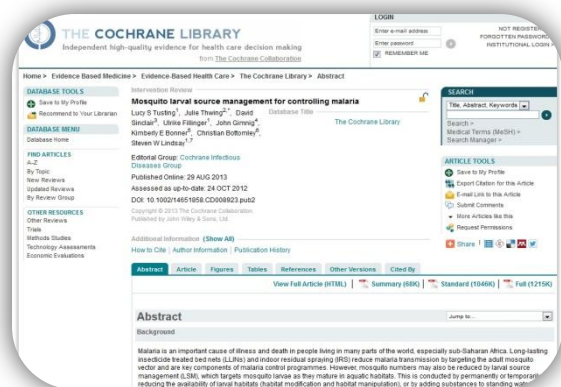 LOGIN
THE COCHRANE LIBRARY
Independent high-quality evidence for health care decision making
from The Cochrane Collaboration
Enter e-mail address
Enter password
REMEMBER ME
NOT REGISTER
FORGOTTEN PASSWORD
INSTITUTIONAL LOGIN >
Home > Evidence Based Medicine > Evidence-Based Health Care > The Cochrane Library > Abstract
DATABASE TOOLS
Save to My Profile
Recommend to Your Librarian
DATABASE MENU
Database Home
FIND ARTICLES
A-Z
By Topic
New Reviews
Updated Reviews
By Review Group
OTHER RESOURCES
Other Reviews
Trials
Methods Studies
Technology Assessments
Economic Evaluations
Intervention Review
Mosquito larval source management for controlling malaria
Lucy S Tusting1, Julie Thwing2,*, David
Sinclair3, Ulrike Fillinger1, John Gimnig4,
Kimberly E Bonner5, Christian Bottomley6,
Steven W Lindsay1,7
Database Title
The Cochrane Library
Editorial Group: Cochrane Infectious
Diseases Group
Published Online: 29 AUG 2013
Assessed as up-to-date: 24 OCT 2012
DOI: 10.1002/14651858.CD008923.pub2
Copyright © 2013 The Cochrane Collaboration.
Published by John Wiley & Sons, Ltd.
Additional Information (Show All)
How to Cite | Author Information | Publication History
SEARCH
Title, Abstract, Keywords
Search >
Medical Terms (MeSH) >
Search Manager >
ARTICLE TOOLS
Save to My Profile
Export Citation for this Article
E-mail Link to this Article
Submit Comments
More Articles like this
Request Permissions
Share |
Abstract Article Figures Tables References Other Versions Cited By
View Full Article (HTML) | Summary (68K) | Standard (1046K) | Full (1215K)
Abstract
Jump to...
Background
Malaria is an important cause of illness and death in people living in many parts of the world, especially sub-Saharan Africa. Long-lasting
insecticide treated bed nets (LLINs) and indoor residual spraying (IRS) reduce malaria transmission by targeting the adult mosquito
vector and are key components of malaria control programmes. However, mosquito numbers may also be reduced by larval source
management (LSM), which targets mosquito larvae as they mature in aquatic habitats. This is conducted by permanently or temporarily
reducing the availability of larval habitats (habitat modification and habitat manipulation), or by adding substances to standing water